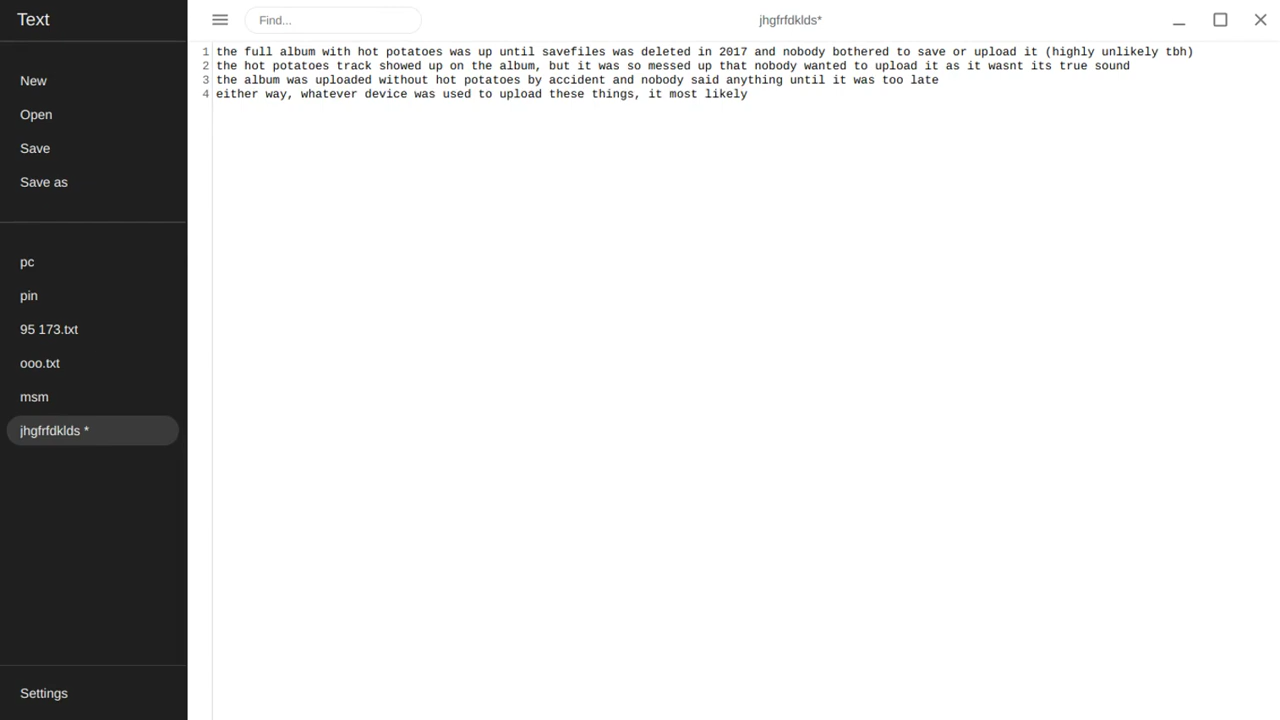 Text
Find...
jhgfrfdklds*
New
Open
Save
Save as
pc
pin
95 173.txt
ooo.txt
msm
jhgfrfdklds *
Settings
1 the full album with hot potatoes was up until savefiles was deleted in 2017 and nobody bothered to save or upload it (highly unlikely tbh)
2 the hot potatoes track showed up on the album, but it was so messed up that nobody wanted to upload it as it wasnt its true sound
3 the album was uploaded without hot potatoes by accident and nobody said anything until it was too late
4 either way, whatever device was used to upload these things, it most likely